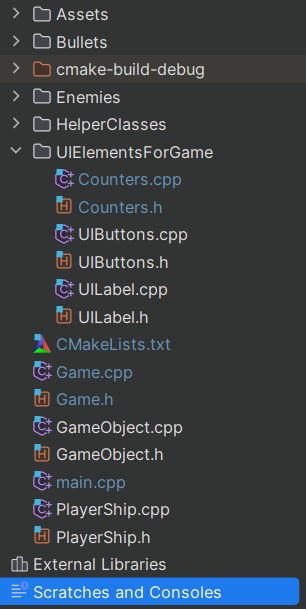 Assets
Bullets
cmake-build-debug
Enemies
HelperClasses
UIElementsForGame
Counters.cpp
Counters.h
UIButtons.cpp
UIButtons.h
UILabel.cpp
UILabel.h
CMakeLists.txt
Game.cpp
Game.h
GameObject.cpp
GameObject.h
main.cpp
PlayerShip.cpp
PlayerShip.h
External Libraries
Scratches and Consoles